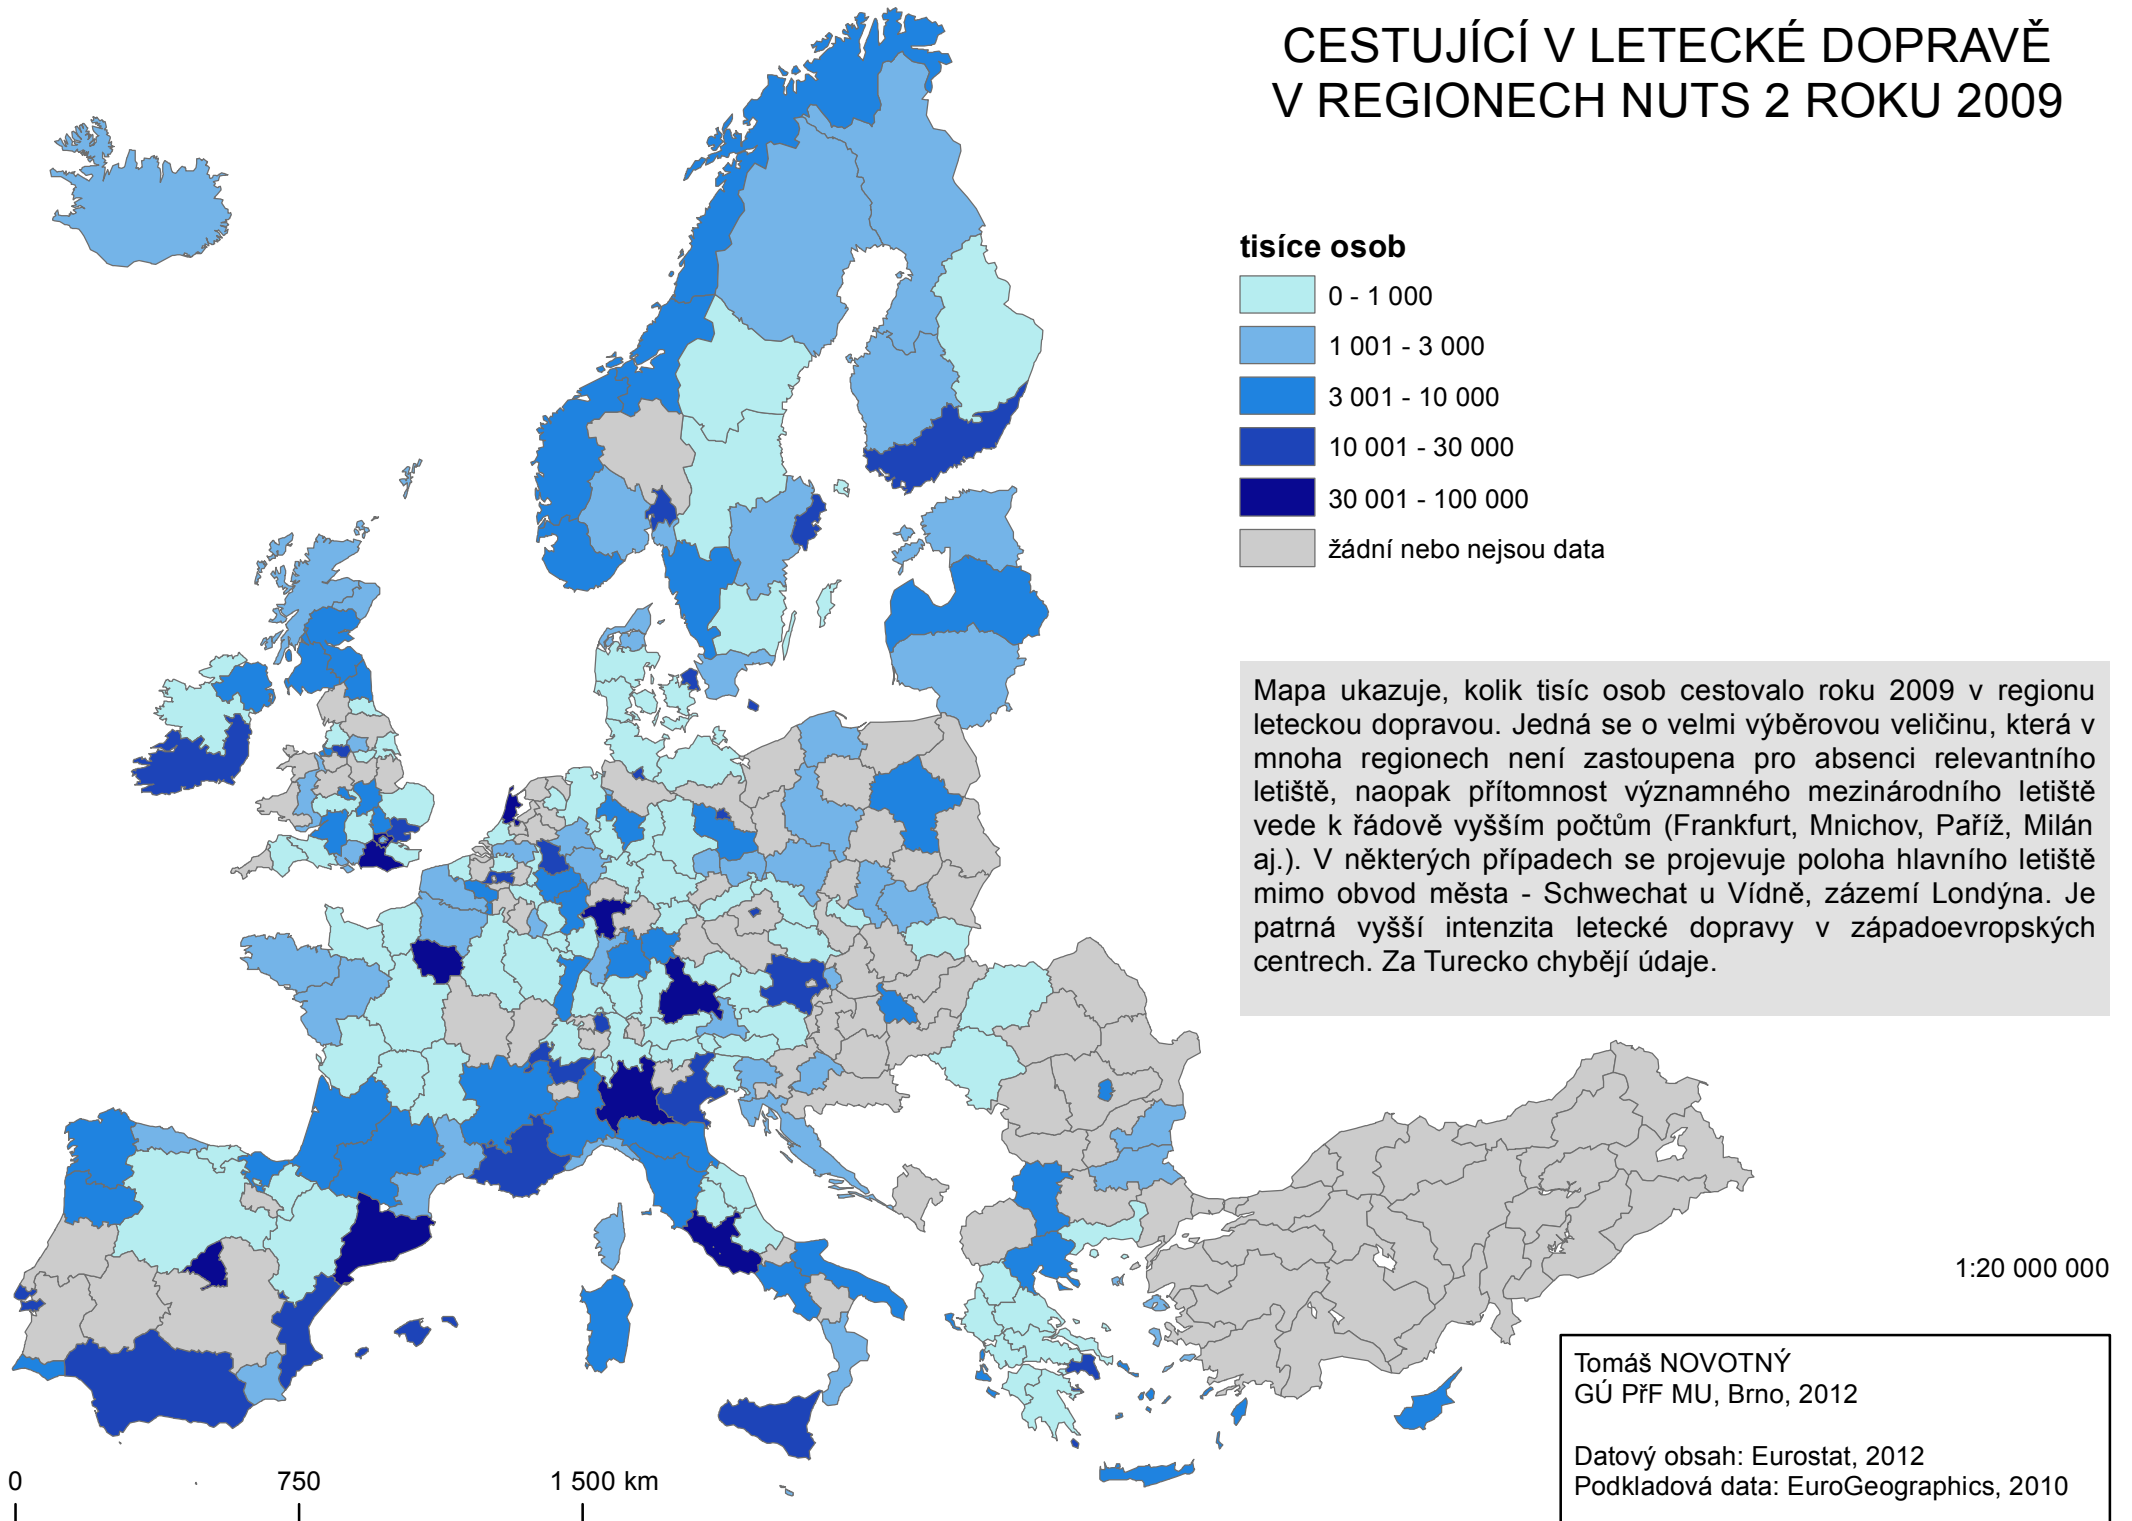 CESTUJÍCÍ V LETECKÉ DOPRAVĚ
V REGIONECH NUTS 2 ROKU 2009
tisíce osob
0 - 1 000
1 001 - 3 000
3 001 - 10 000
10 001 - 30 000
30 001 - 100 000
žádní nebo nejsou data
Mapa ukazuje, kolik tisíc osob cestovalo roku 2009 v regionu
leteckou dopravou. Jedná se o velmi výběrovou veličinu, která v
mnoha regionech není zastoupena pro absenci relevantního
letiště, naopak přítomnost významného mezinárodního letiště
vede k řádově vyšším počtům (Frankfurt, Mnichov, Paříž, Milán
aj.). V některých případech se projevuje poloha hlavního letiště
mimo obvod města - Schwechat u Vídně, zázemí Londýna. Je
patrná vyšší intenzita letecké dopravy v západoevropských
centrech. Za Turecko chybějí údaje.
1:20 000 000
Tomáš NOVOTNÝ
GÚ PřF MU, Brno, 2012
Datový obsah: Eurostat, 2012
Podkladová data: EuroGeographics, 2010
0 750 1 500 km